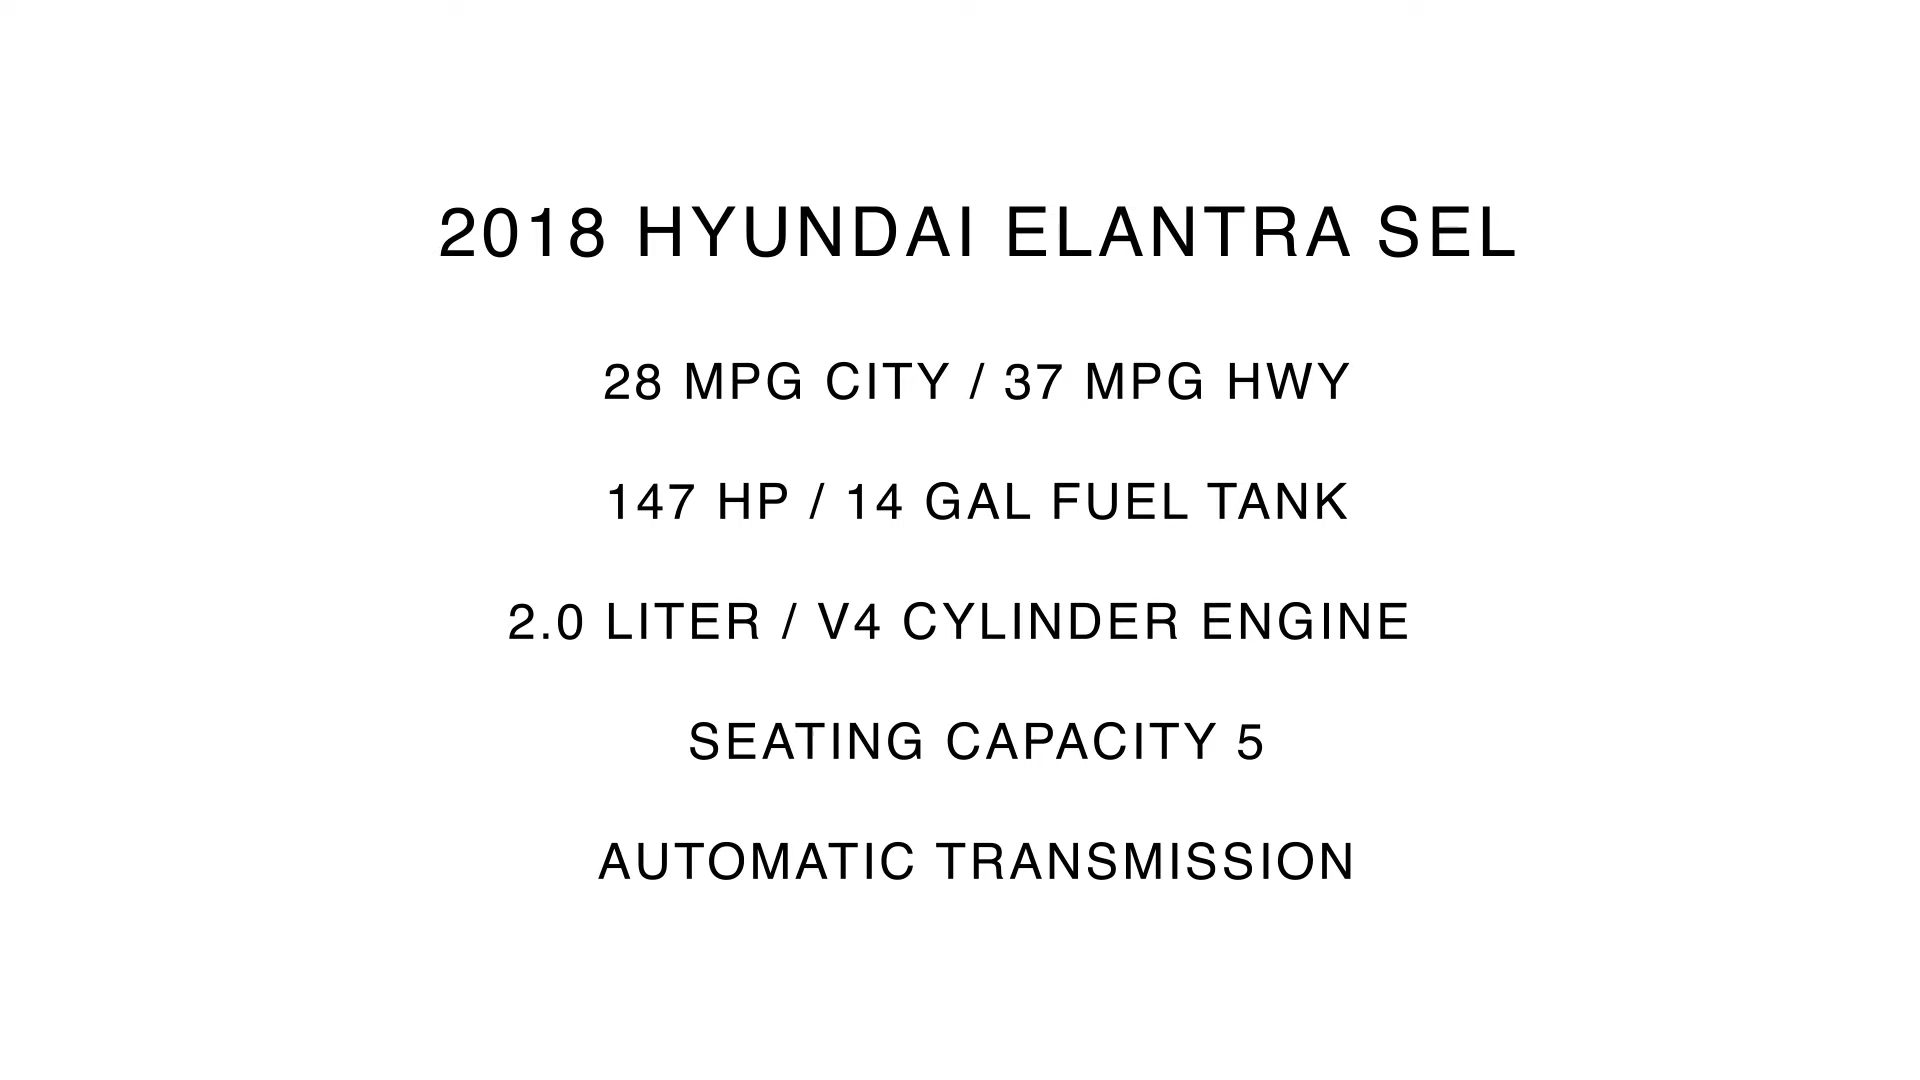 2018 HYUNDAI ELANTRA SEL
28 MPG CITY / 37 MPG HWY
147 HP / 14 GAL FUEL TANK
2.0 LITER / V4 CYLINDER ENGINE
SEATING CAPACITY 5
AUTOMATIC TRANSMISSION